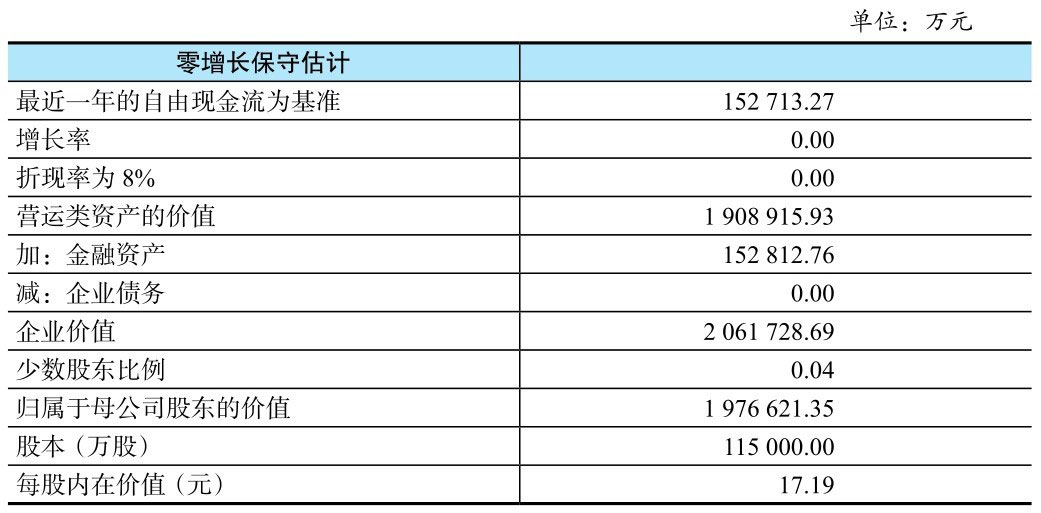 单位：万元
零增长保守估计
最近一年的自由现金流为基准 152 713.27
增长率 0.00
折现率为 8% 0.00
营运类资产的价值 1 908 915.93
加：金融资产 152 812.76
减：企业债务 0.00
企业价值 2 061 728.69
少数股东比例 0.04
归属于母公司股东的价值 1 976 621.35
股本（万股） 115 000.00
每股内在价值（元） 17.19